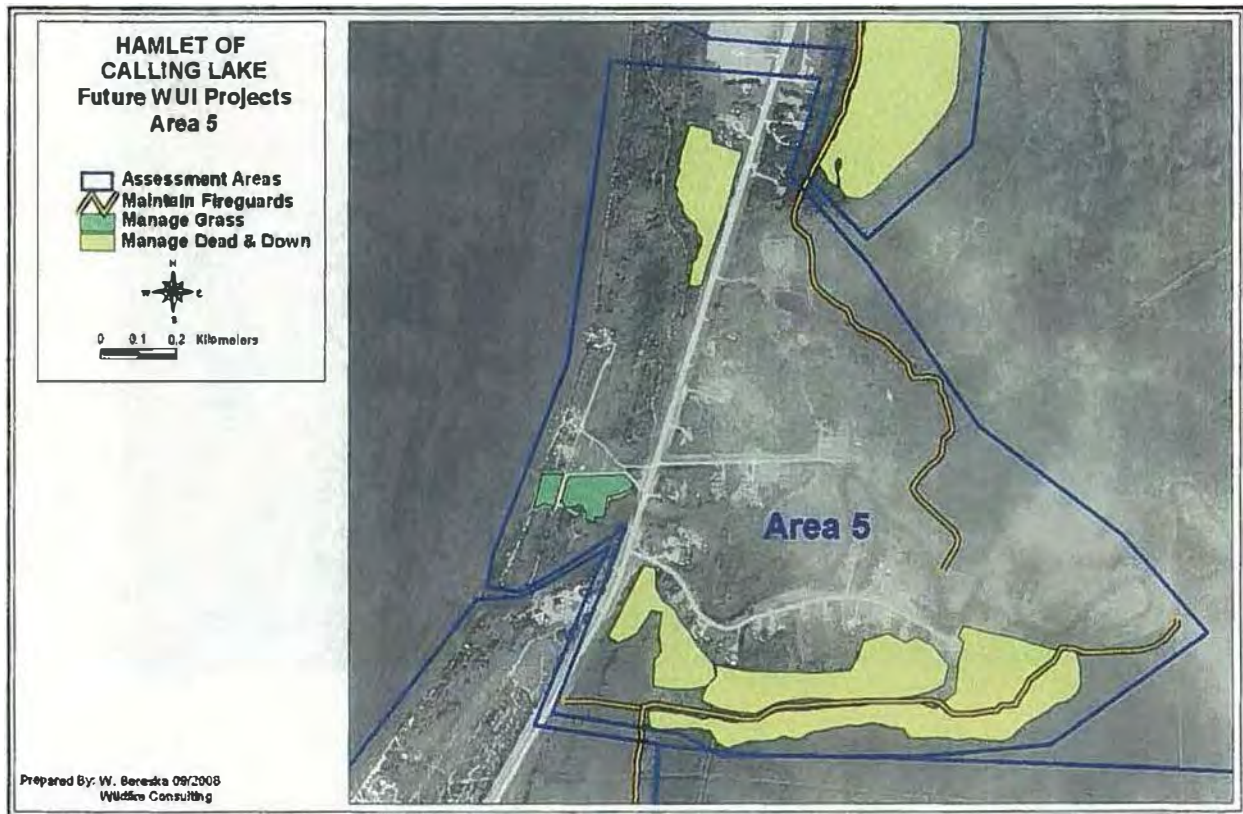 HAMLET OF
CALLING LAKE
Future WUI Projects
Area 5
Assessment Areas
Maintain Fireguards
Manage Grass
Manage Dead & Down
N
W E
S
0 0.1 0.2 Kilometers
Area 5
Prepared By: W. Bereska 09/2008
Wildfire Consulting